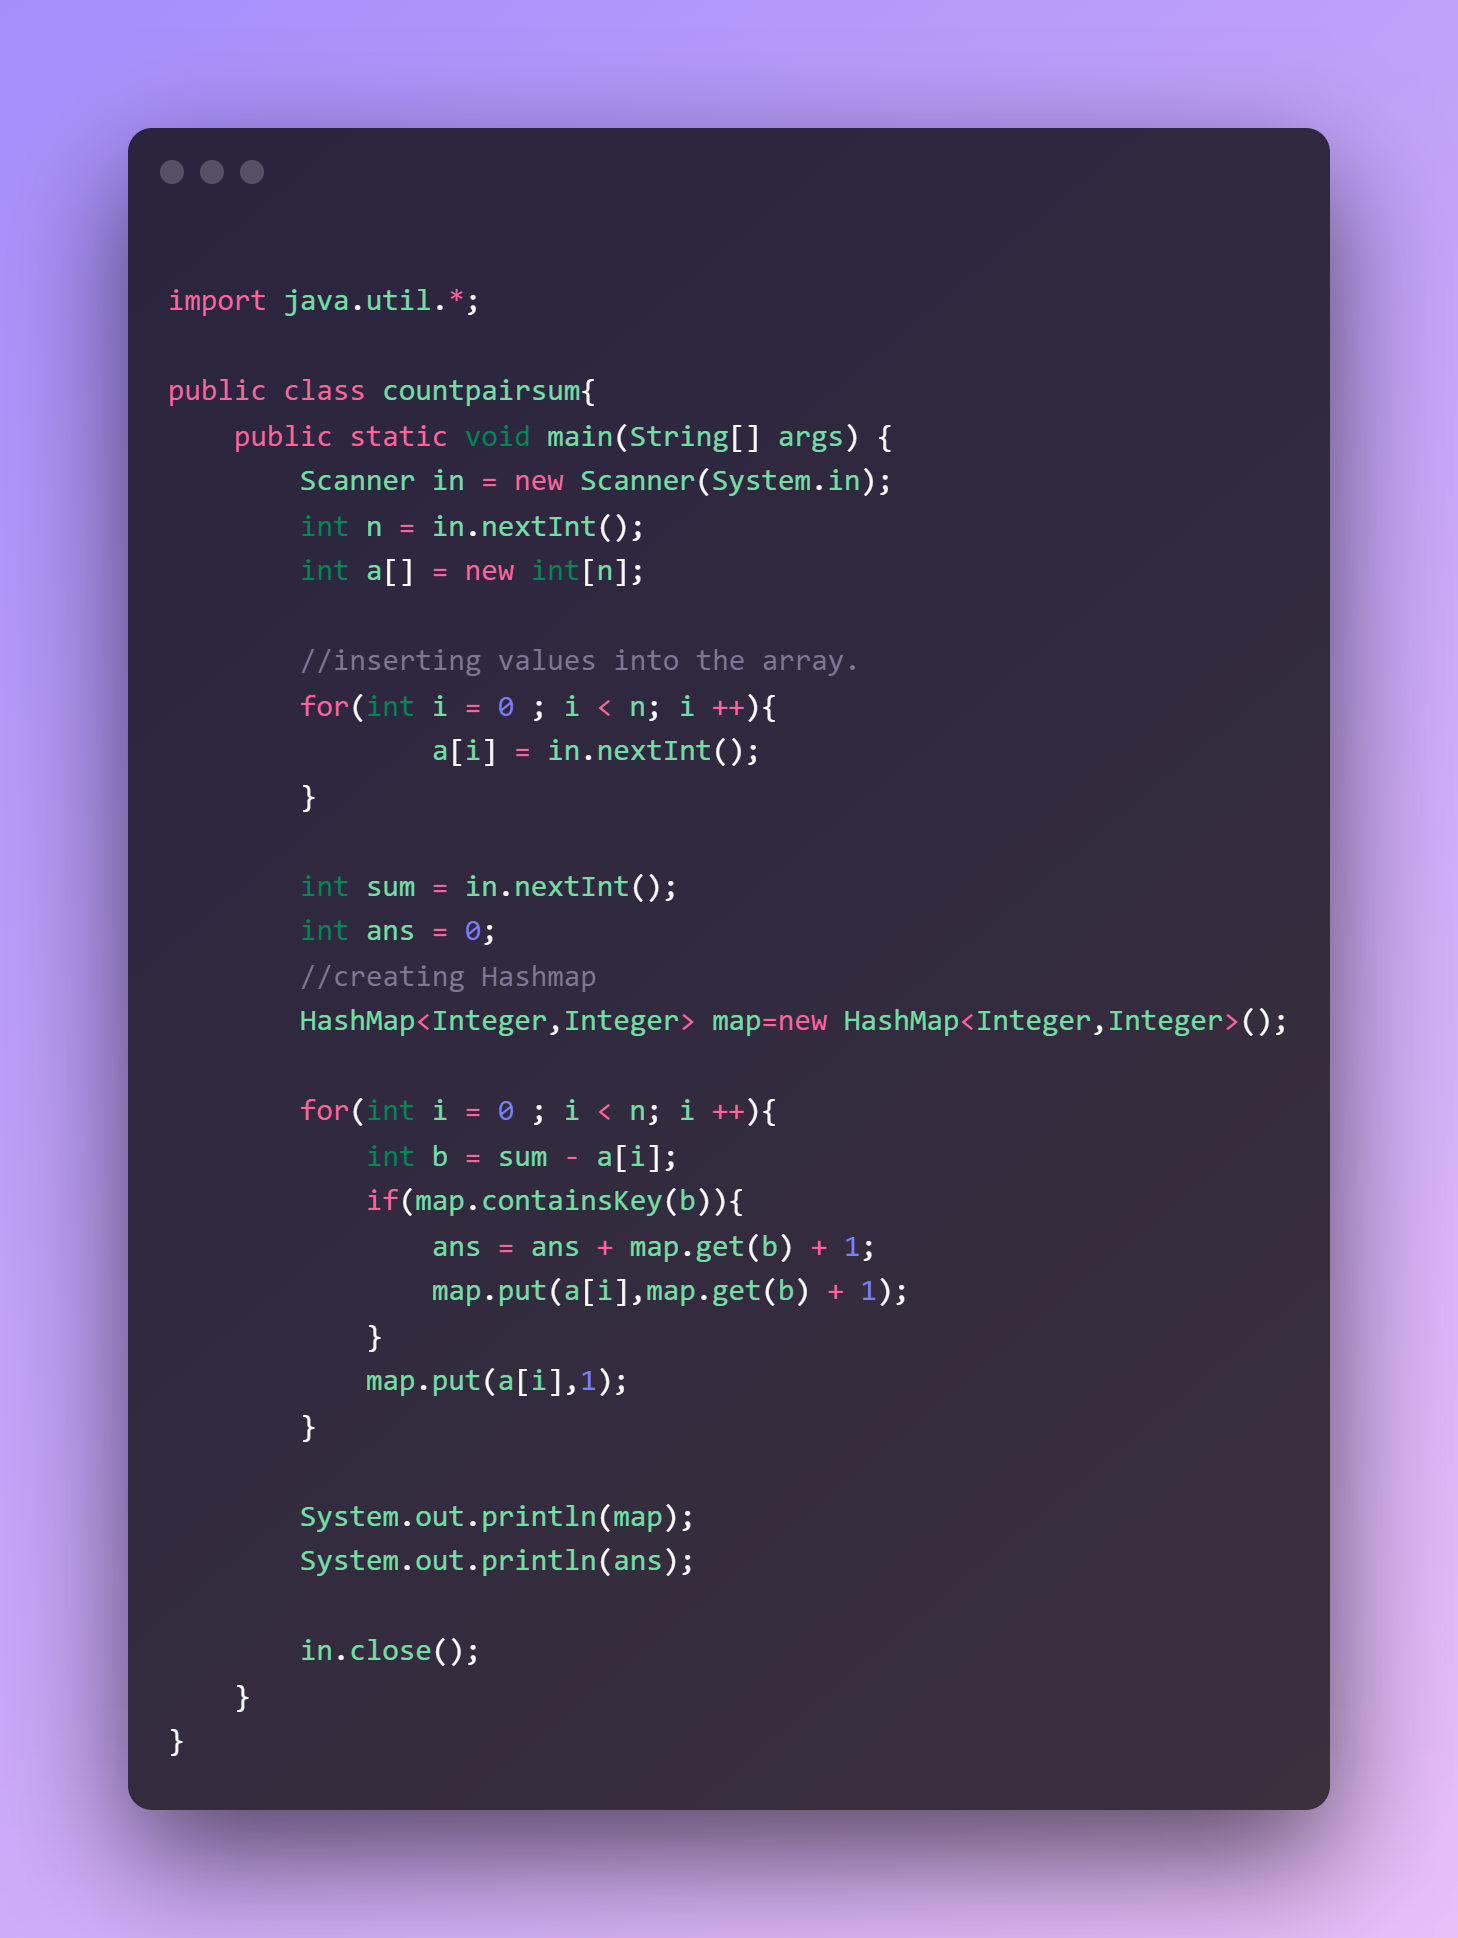 import java.util.*;

public class countpairsum{
    public static void main(String[] args) {
        Scanner in = new Scanner(System.in);
        int n = in.nextInt();
        int a[] = new int[n];

        //inserting values into the array.
        for(int i = 0 ; i < n; i ++){
                a[i] = in.nextInt();
        }

        int sum = in.nextInt();
        int ans = 0;
        //creating Hashmap
        HashMap<Integer,Integer> map=new HashMap<Integer,Integer>();

        for(int i = 0 ; i < n; i ++){
            int b = sum - a[i];
            if(map.containsKey(b)){
                ans = ans + map.get(b) + 1;
                map.put(a[i],map.get(b) + 1);
            }
            map.put(a[i],1);
        }

        System.out.println(map);
        System.out.println(ans);

        in.close();
    }
}